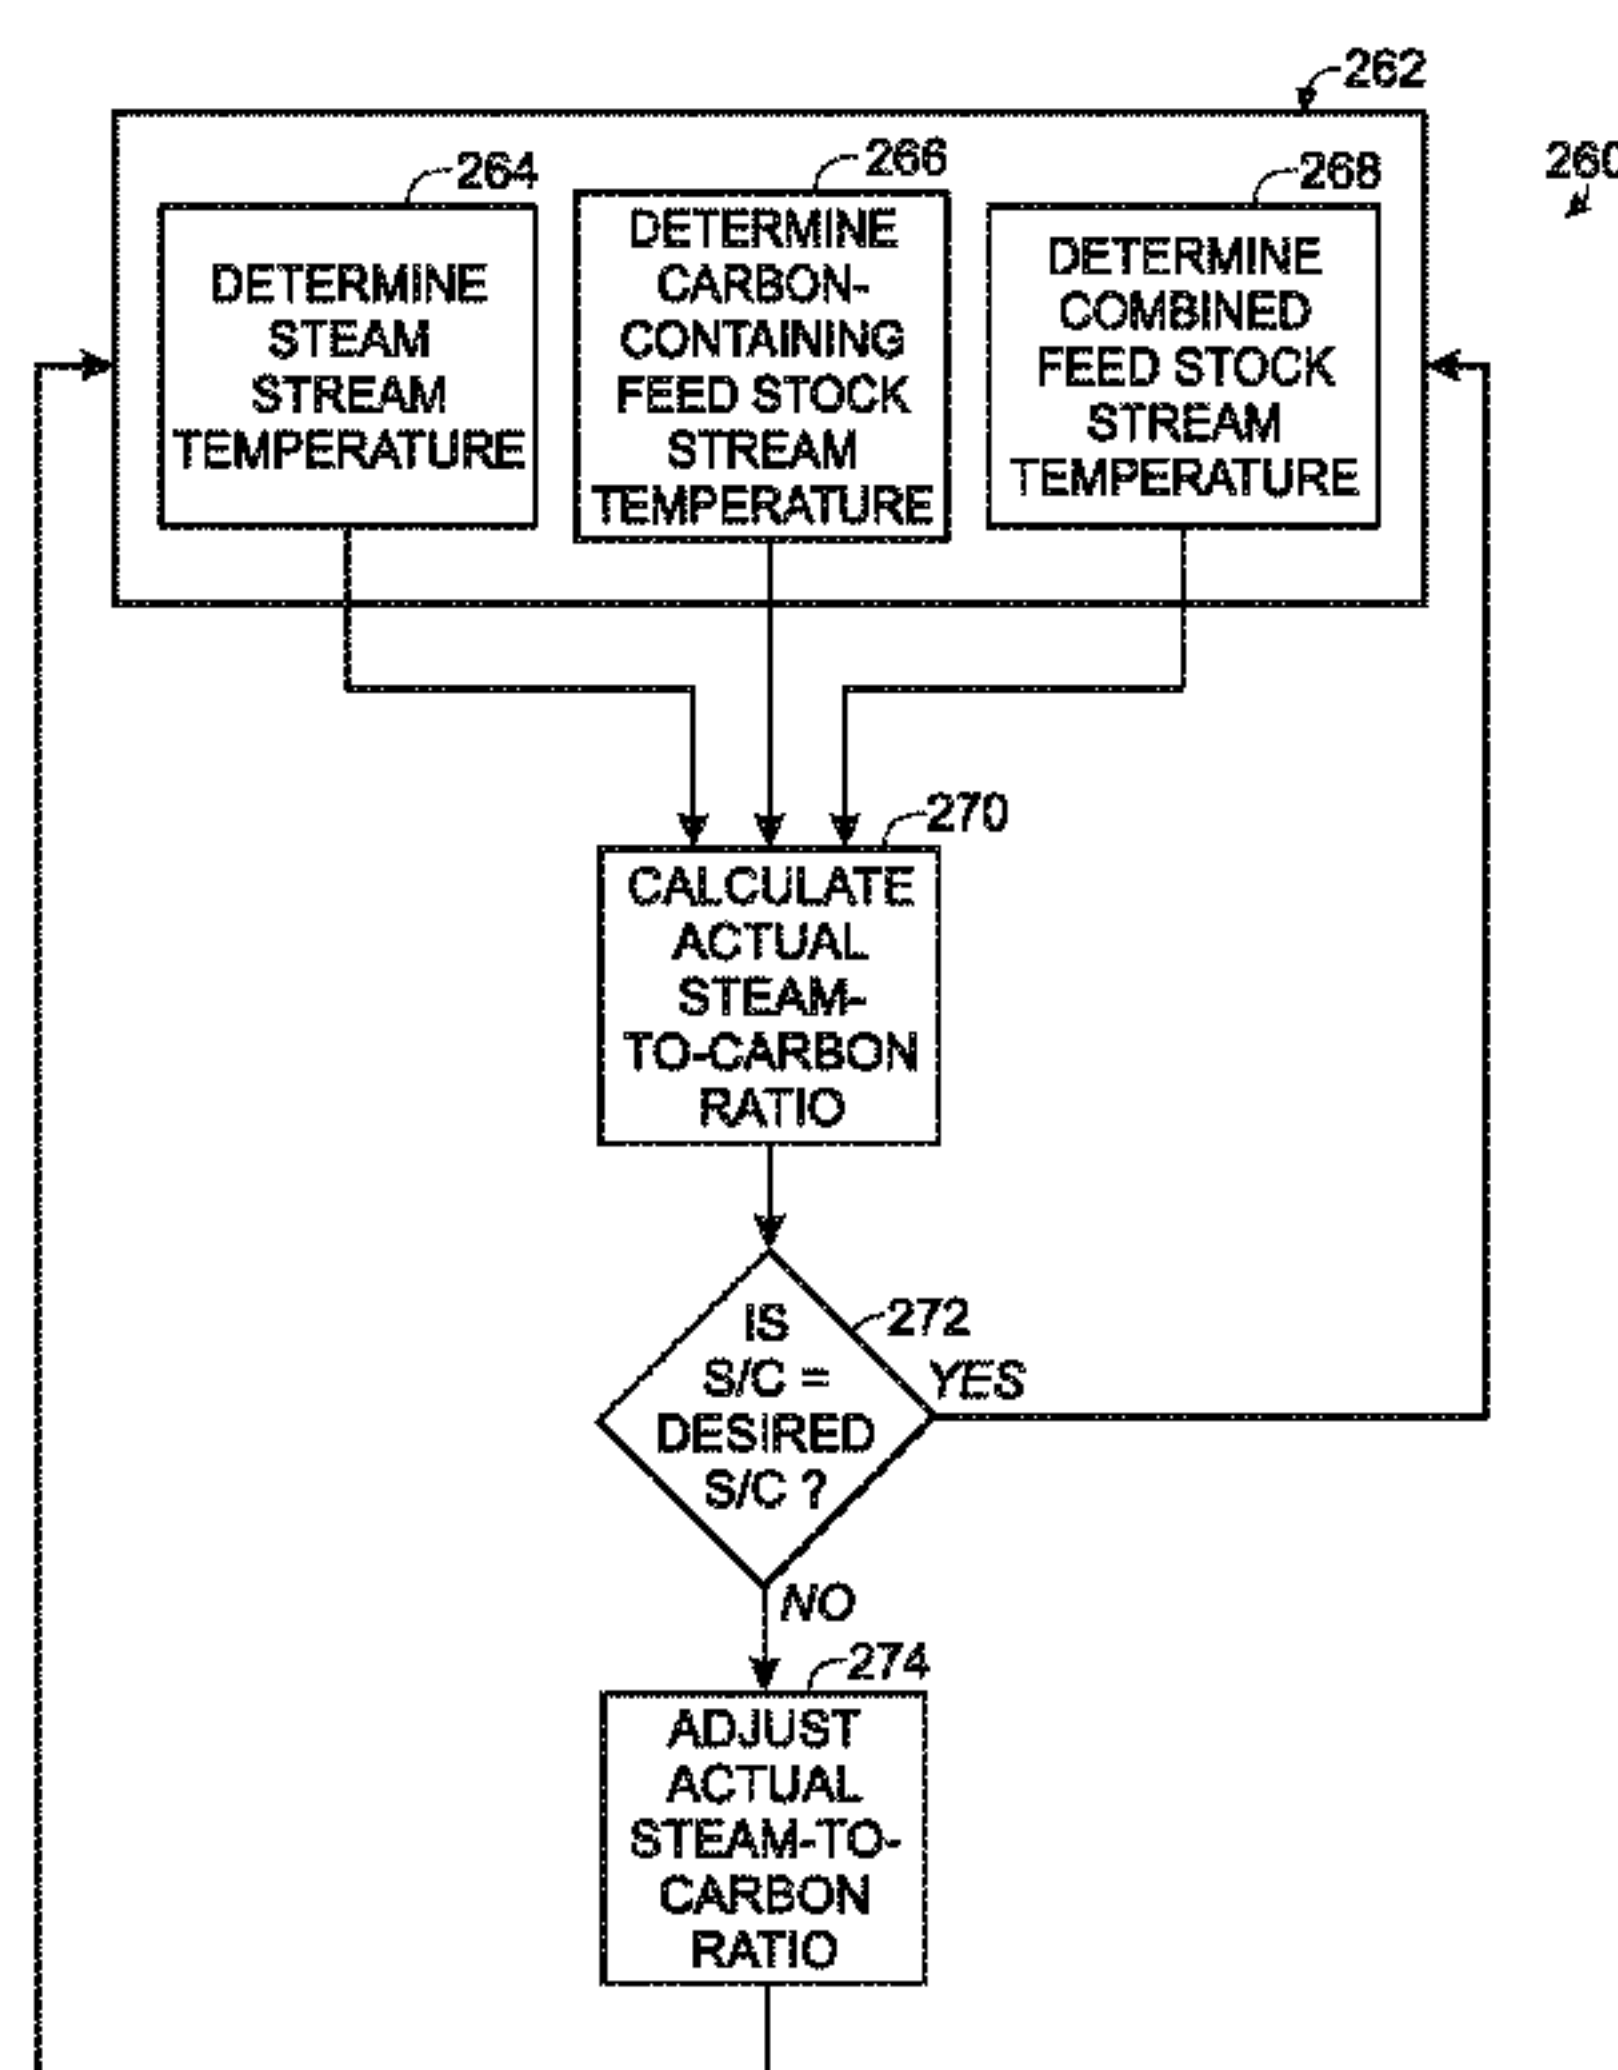 262
260
264
DETERMINE
STEAM
STREAM
TEMPERATURE
266
DETERMINE
CARBON-
CONTAINING
FEED STOCK
STREAM
TEMPERATURE
268
DETERMINE
COMBINED
FEED STOCK
STREAM
TEMPERATURE
270
CALCULATE
ACTUAL
STEAM-
TO-CARBON
RATIO
272
IS
S/C =
DESIRED
S/C ?
YES
NO
274
ADJUST
ACTUAL
STEAM-TO-
CARBON
RATIO